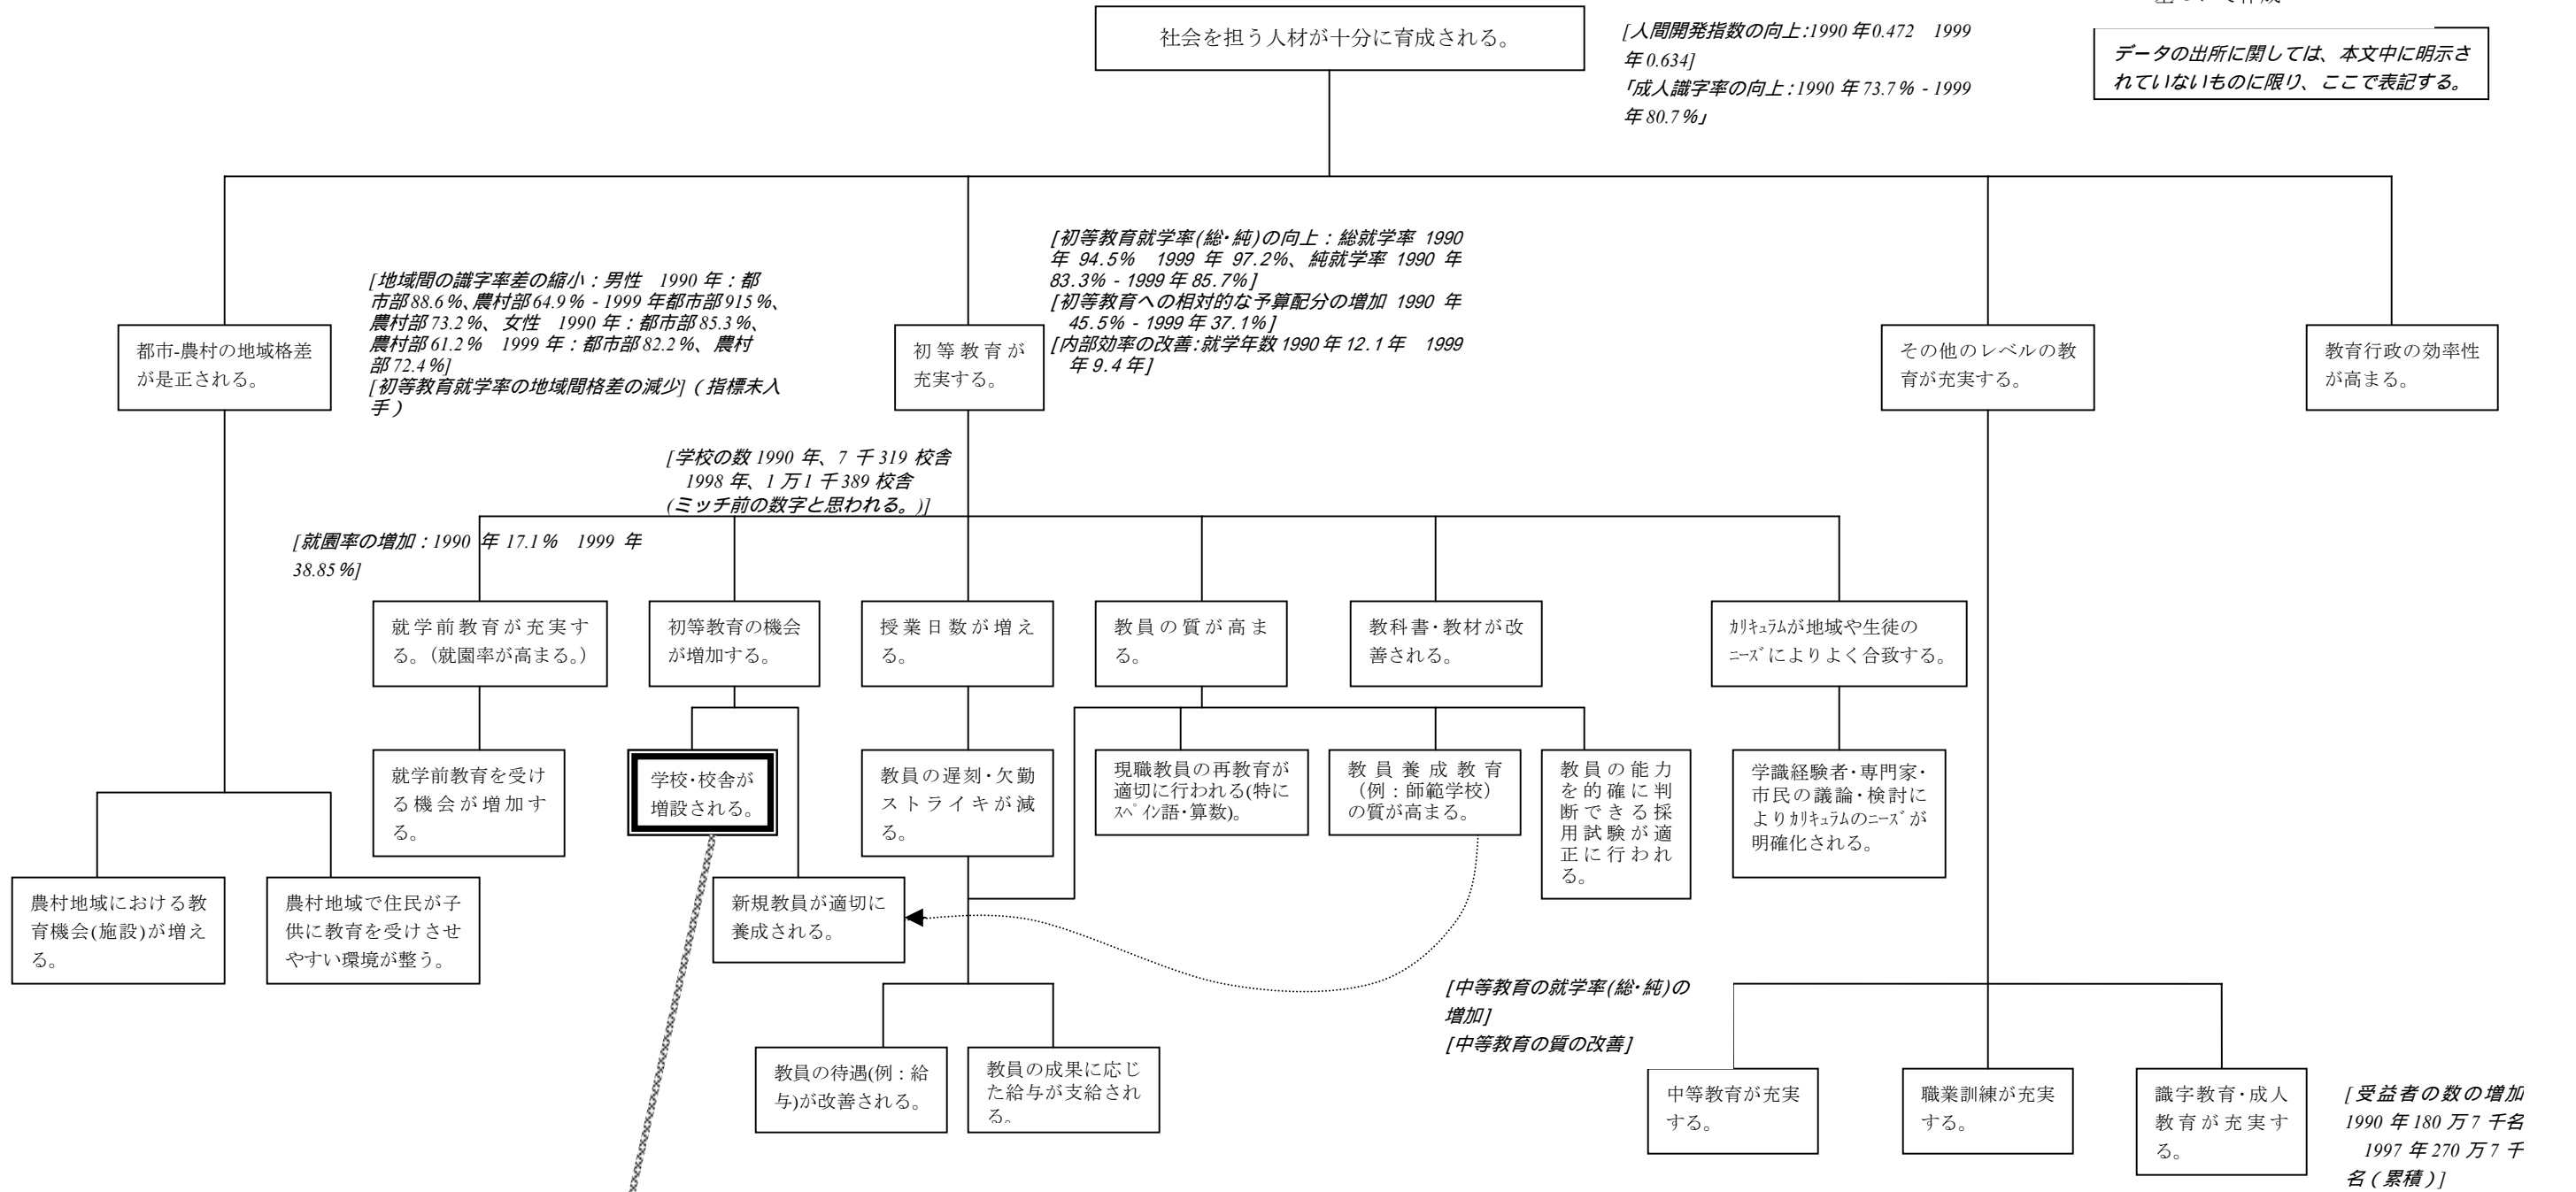 社会を担う人材が十分に育成される。
[人間開発指数の向上：1990 年 0.472　1999
年 0.634]
「成人識字率の向上：1990 年 73.7％ - 1999
年 80.7％」
データの出所に関しては、本文中に明示さ
れていないものに限り、ここで表記する。
[地域間の識字率差の縮小：男性　1990 年：都
市部 88.6％、農村部 64.9％ - 1999 年都市部 915％、
農村部 73.2％、女性　1990 年：都市部 85.3％、
農村部 61.2％　1999 年：都市部 82.2％、農村
部 72.4％]
[初等教育就学率の地域間格差の減少]（指標未入
手）
[初等教育就学率(総・純)の向上：総就学率 1990
年 94.5%　1999 年 97.2%、純就学率 1990 年
83.3% - 1999 年 85.7%]
[初等教育への相対的な予算配分の増加 1990 年
45.5% - 1999 年 37.1%]
[内部効率の改善：就学年数 1990 年 12.1 年　1999
年 9.4 年]
都市-農村の地域格差
が是正される。
初等教育が
充実する。
その他のレベルの教
育が充実する。
教育行政の効率性
が高まる。
[学校の数 1990 年、7 千 319 校舎
1998 年、1 万 1 千 389 校舎
(ミッチ前の数字と思われる。)]
[就園率の増加：1990 年 17.1％　1999 年
38.85％]
就学前教育が充実す
る。（就園率が高まる。）
初等教育の機会
が増加する。
授業日数が増え
る。
教員の質が高ま
る。
教科書・教材が改
善される。
ｶﾘｷｭﾗﾑが地域や生徒の
ﾆｰｽﾞによりよく合致する。
就学前教育を受け
る機会が増加す
る。
学校・校舎が
増設される。
教員の遅刻・欠勤
ストライキが減
る。
現職教員の再教育が
適切に行われる(特に
ｽﾍﾟｲﾝ語・算数)。
教員養成教育
（例：師範学校）
の質が高まる。
教員の能力
を的確に判
断できる採
用試験が適
正に行われ
る。
学識経験者・専門家・
市民の議論・検討に
よりｶﾘｷｭﾗﾑのﾆｰｽﾞが
明確化される。
農村地域における教
育機会(施設)が増え
る。
農村地域で住民が子
供に教育を受けさせ
やすい環境が整う。
新規教員が適切に
養成される。
[中等教育の就学率(総・純)の
増加]
[中等教育の質の改善]
教員の待遇(例：給
与)が改善される。
教員の成果に応じ
た給与が支給され
る。
中等教育が充実
する。
職業訓練が充実
する。
識字教育・成人
教育が充実す
る。
[受益者の数の増加
1990 年 180 万 7 千名
1997 年 270 万 7 千
名（累積）]